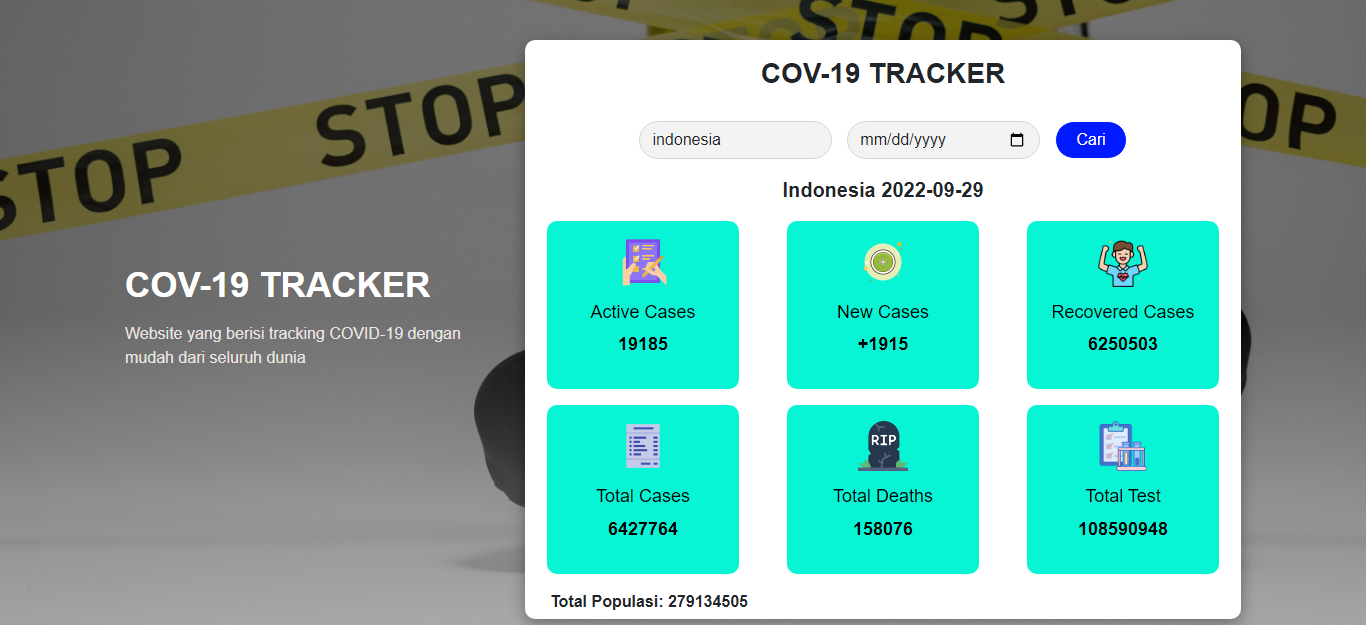 STOP
STOP
STOP
STOP
COV-19 TRACKER
Website yang berisi tracking COVID-19 dengan
mudah dari seluruh dunia
COV-19 TRACKER
indonesia
mm/dd/yyyy
Cari
Indonesia 2022-09-29
Active Cases
19185
New Cases
+1915
Recovered Cases
6250503
Total Cases
6427764
RIP
Total Deaths
158076
Total Test
108590948
Total Populasi: 279134505